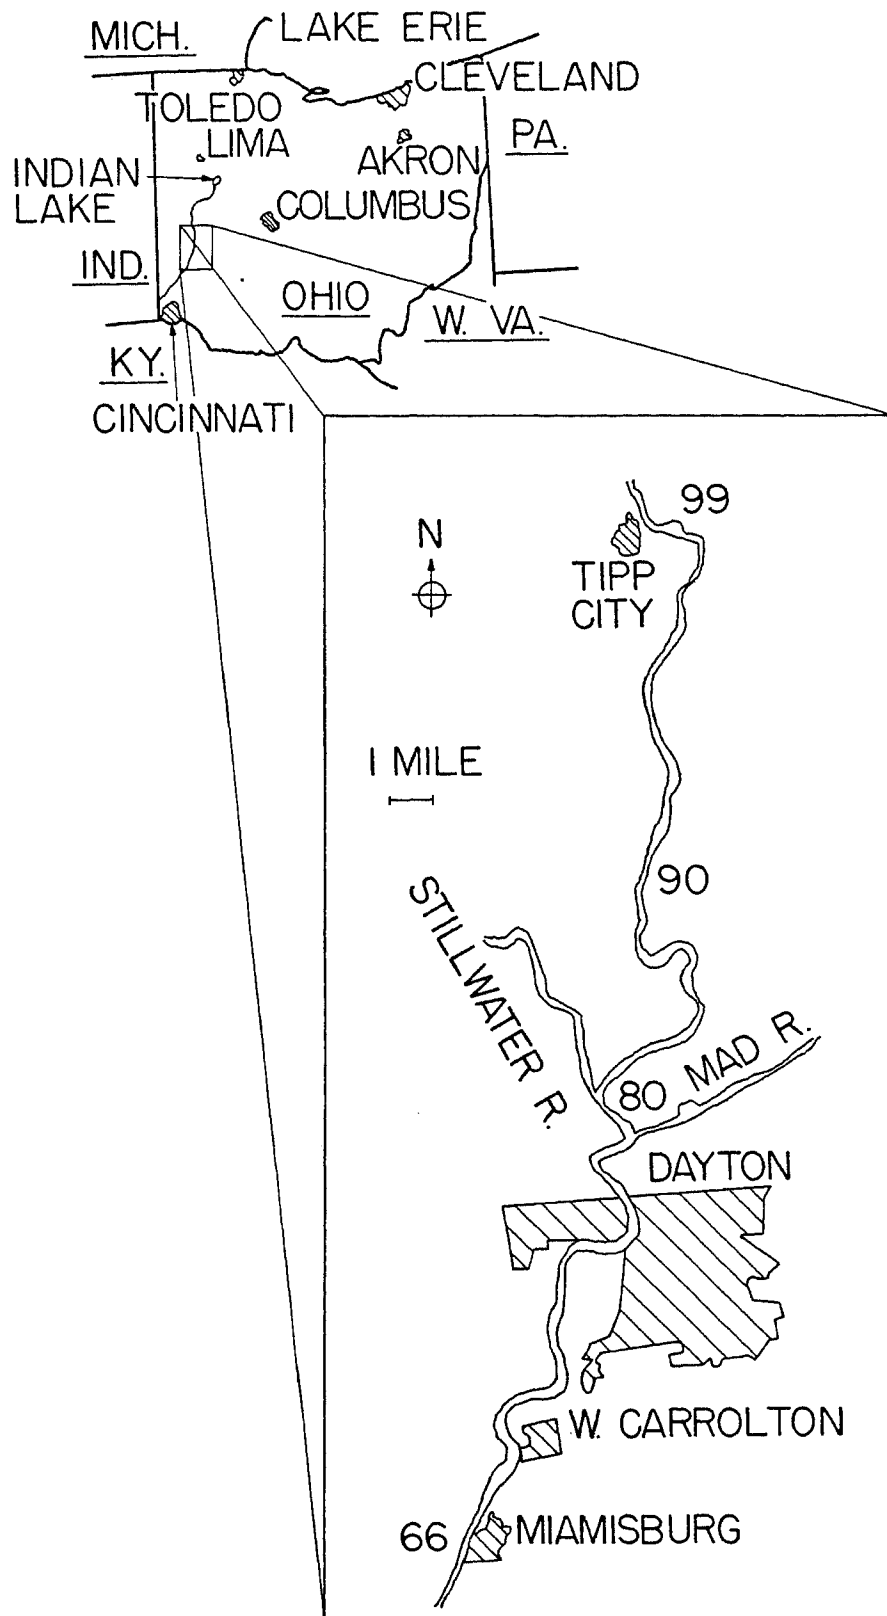 MICH.
LAKE ERIE
CLEVELAND
TOLEDO
LIMA
PA.
AKRON
INDIAN
LAKE
COLUMBUS
IND.
OHIO
W. VA.
KY.
CINCINNATI
99
N
TIPP
CITY
1 MILE
90
STILLWATER R.
MAD R.
80
DAYTON
W. CARROLTON
66
MIAMISBURG